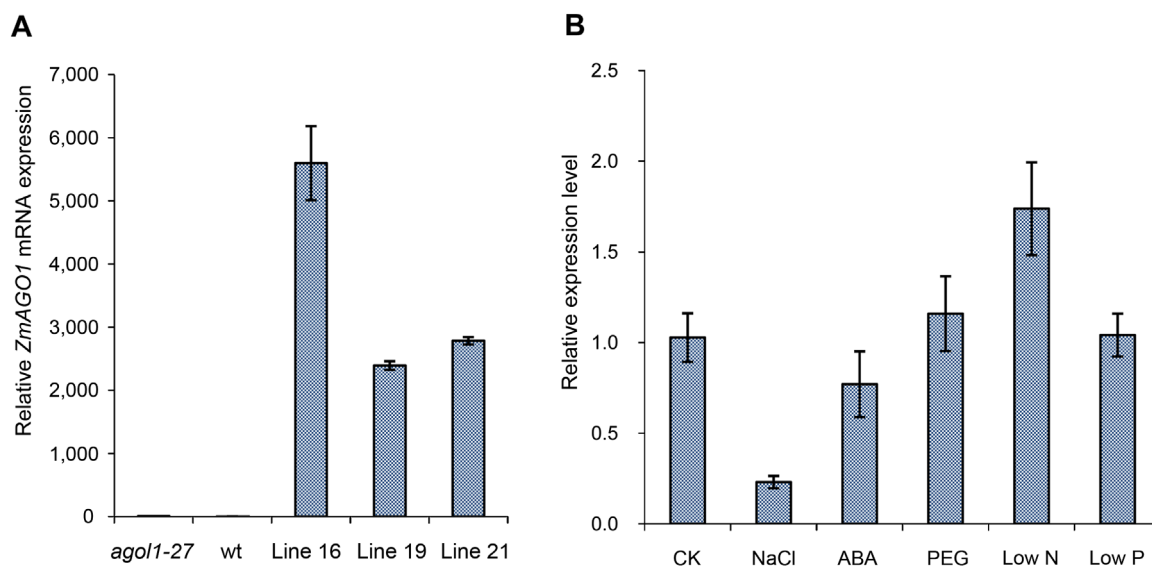 A
Relative ZmAGO1 mRNA expression
7,000
6,000
5,000
4,000
3,000
2,000
1,000
0
agol1-27 wt Line 16 Line 19 Line 21
B
Relative expression level
2.5
2.0
1.5
1.0
0.5
0.0
CK NaCl ABA PEG Low N Low P